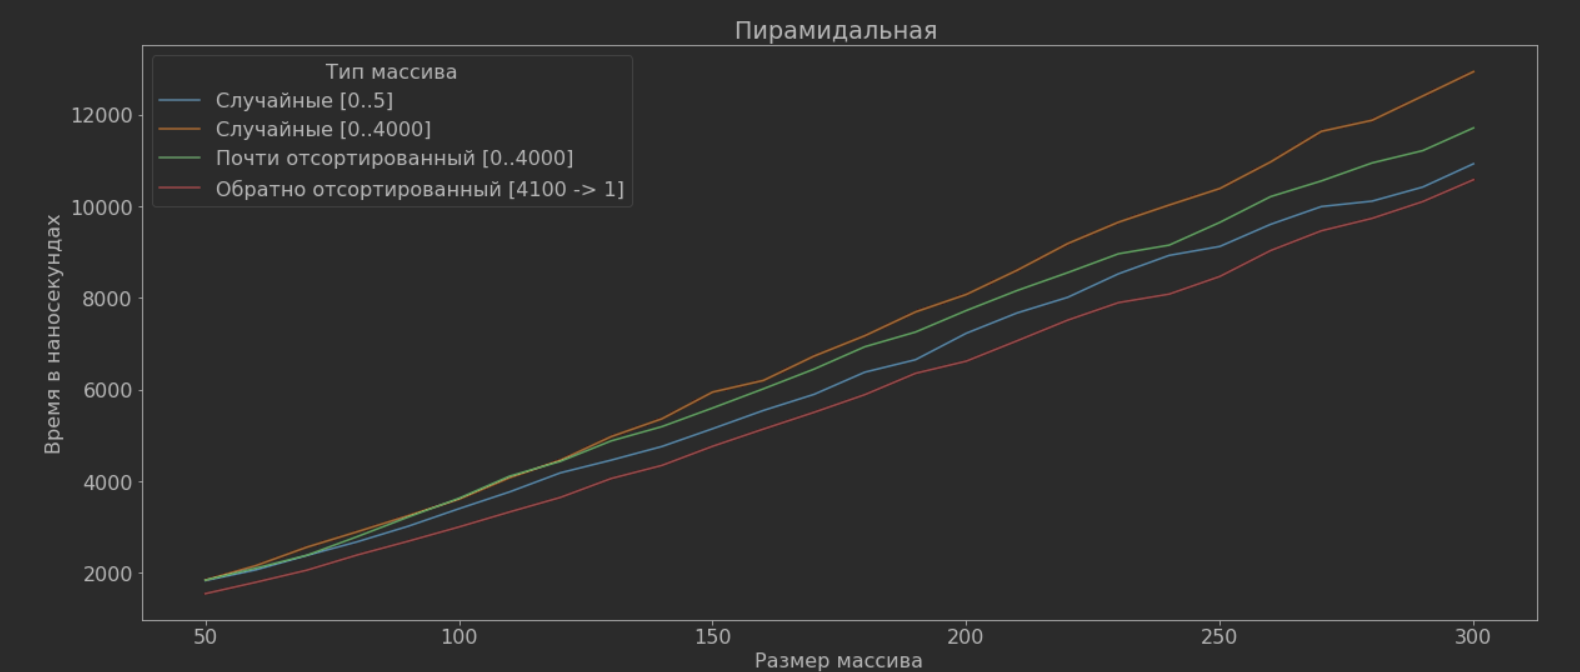 Пирамидальная
Тип массива
Случайные [0..5]
Случайные [0..4000]
Почти отсортированный [0..4000]
Обратно отсортированный [4100 -> 1]
Время в наносекундах
12000
10000
8000
6000
4000
2000
50 100 150 200 250 300
Размер массива